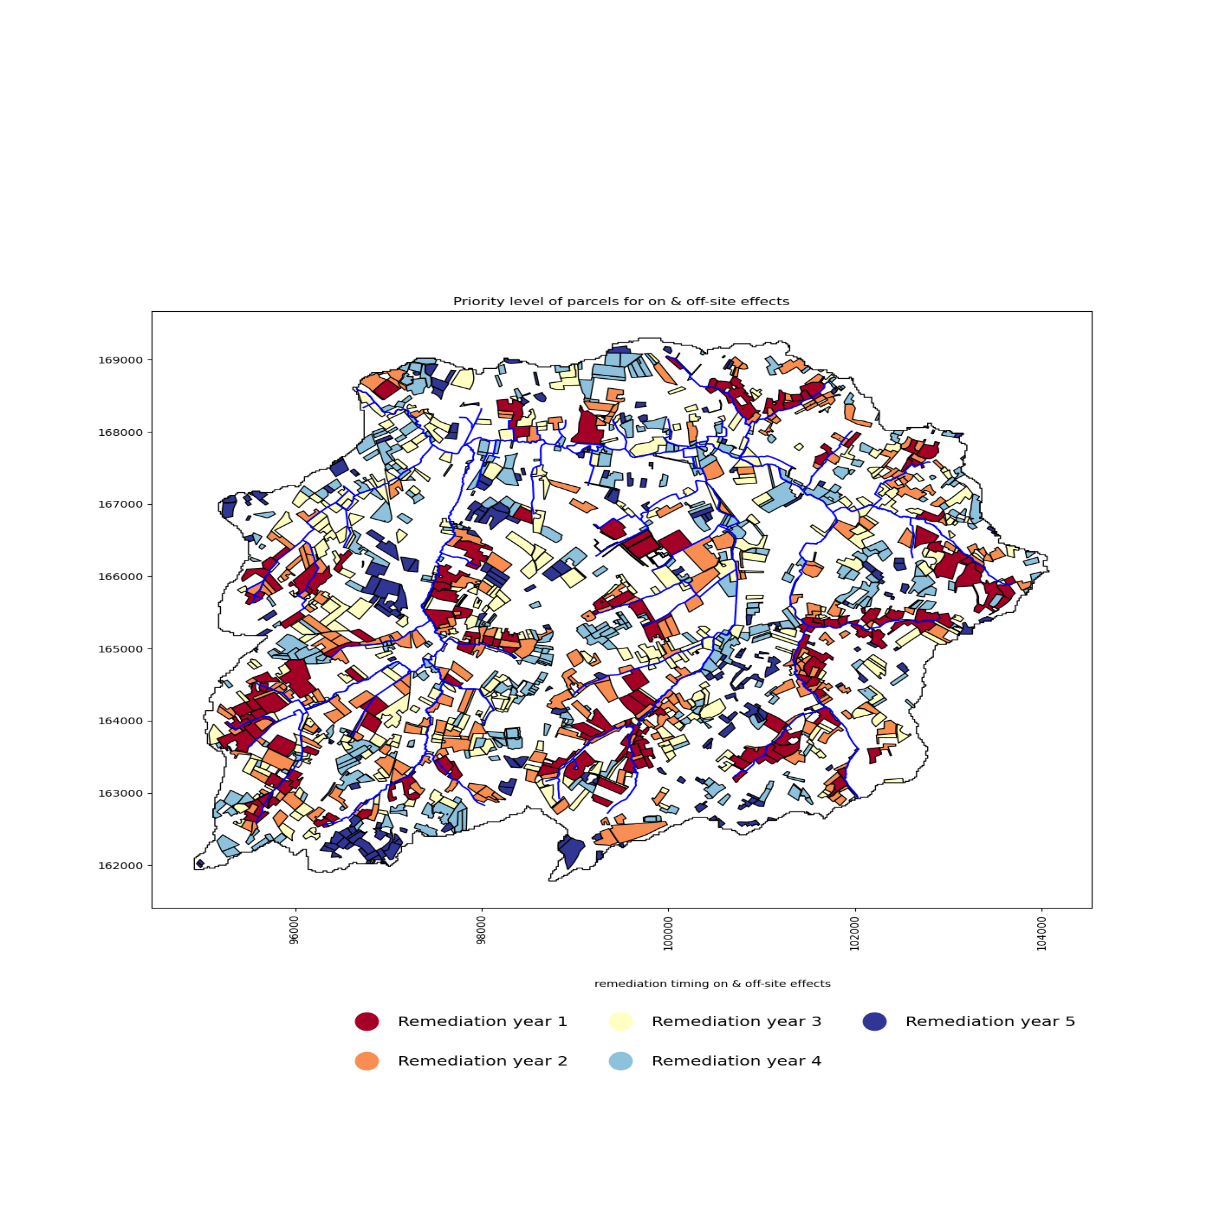 Priority level of parcels for on & off-site effects
169000
168000
167000
166000
165000
164000
163000
162000
96000
98000
100000
102000
104000
remediation timing on & off-site effects
Remediation year 1
Remediation year 3
Remediation year 5
Remediation year 2
Remediation year 4